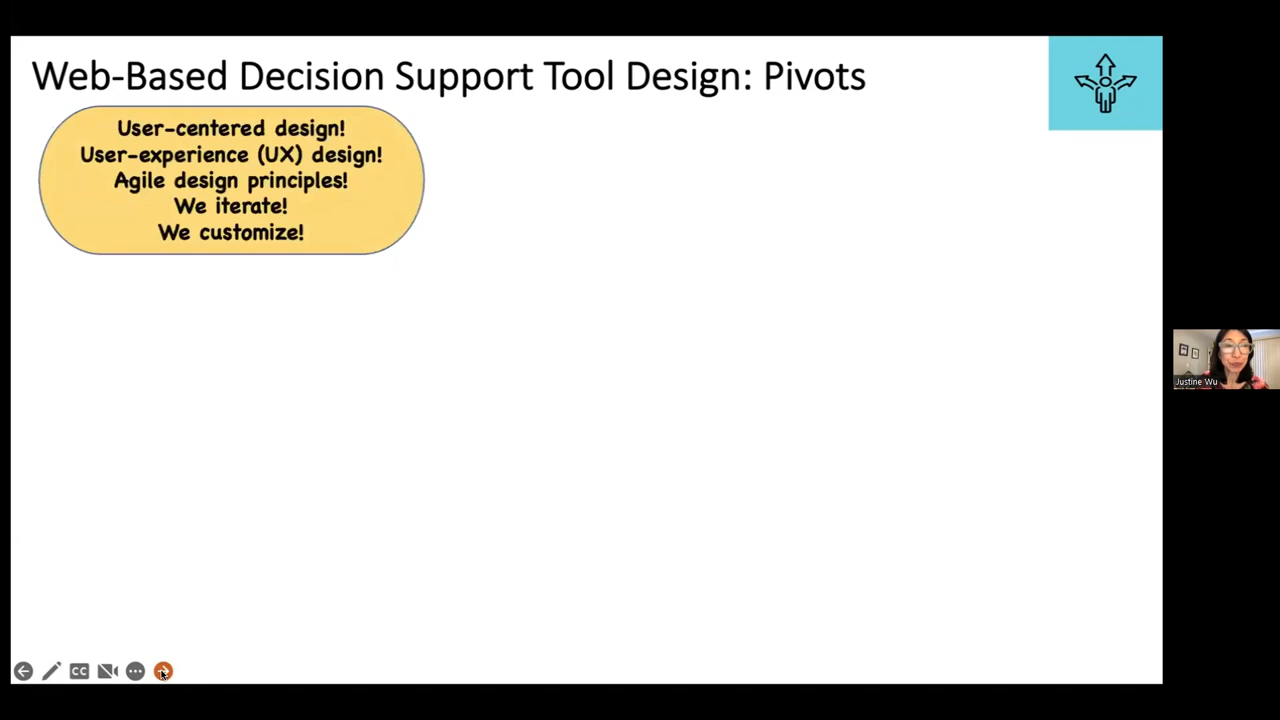 Web-Based Decision Support Tool Design: Pivots
User-centered design!
User-experience (UX) design!
Agile design principles!
We iterate!
We customize!
Justine Wu
CC